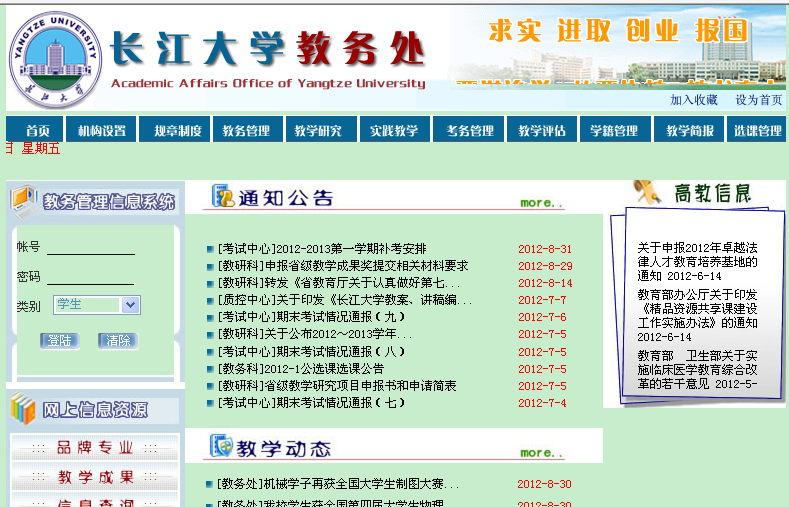 YANGTZE UNIVERSITY
长江大学
长江大学教务处
Academic Affairs Office of Yangtze University
求实 进取 创业 报国
加入收藏 设为首页
首页 机构设置 规章制度 教务管理 教学研究 实践教学 考务管理 教学评估 学籍管理 教学简报 选课管理
日 星期五
教务管理信息系统
帐号
密码
类别 学生
登陆 清除
网上信息资源
品牌专业
教学成果
信息查询
通知公告
more..
[考试中心]2012-2013第一学期补考安排 2012-8-31
[教研科]申报省级教学成果奖提交相关材料要求 2012-8-29
[教研科]转发《省教育厅关于认真做好第七... 2012-8-14
[质控中心]关于印发《长江大学教案、讲稿编... 2012-7-7
[考试中心]期末考试情况通报(九) 2012-7-6
[教研科]关于公布2012～2013学年... 2012-7-5
[考试中心]期末考试情况通报(八) 2012-7-5
[教务科]2012-1公选课选课公告 2012-7-5
[教研科]省级教学研究项目申报书和申请简表 2012-7-5
[考试中心]期末考试情况通报(七) 2012-7-4
教学动态
more..
[教务处]机械学子再获全国大学生制图大赛... 2012-8-30
[教务处]我校学生获全国第四届大学生物理 2012-8-30
高教信息
关于申报2012年卓越法
律人才教育培养基地的
通知 2012-6-14
教育部办公厅关于印发
《精品资源共享课建设
工作实施办法》的通知
2012-6-14
教育部 卫生部关于实
施临床医学教育综合改
革的若干意见 2012-5-